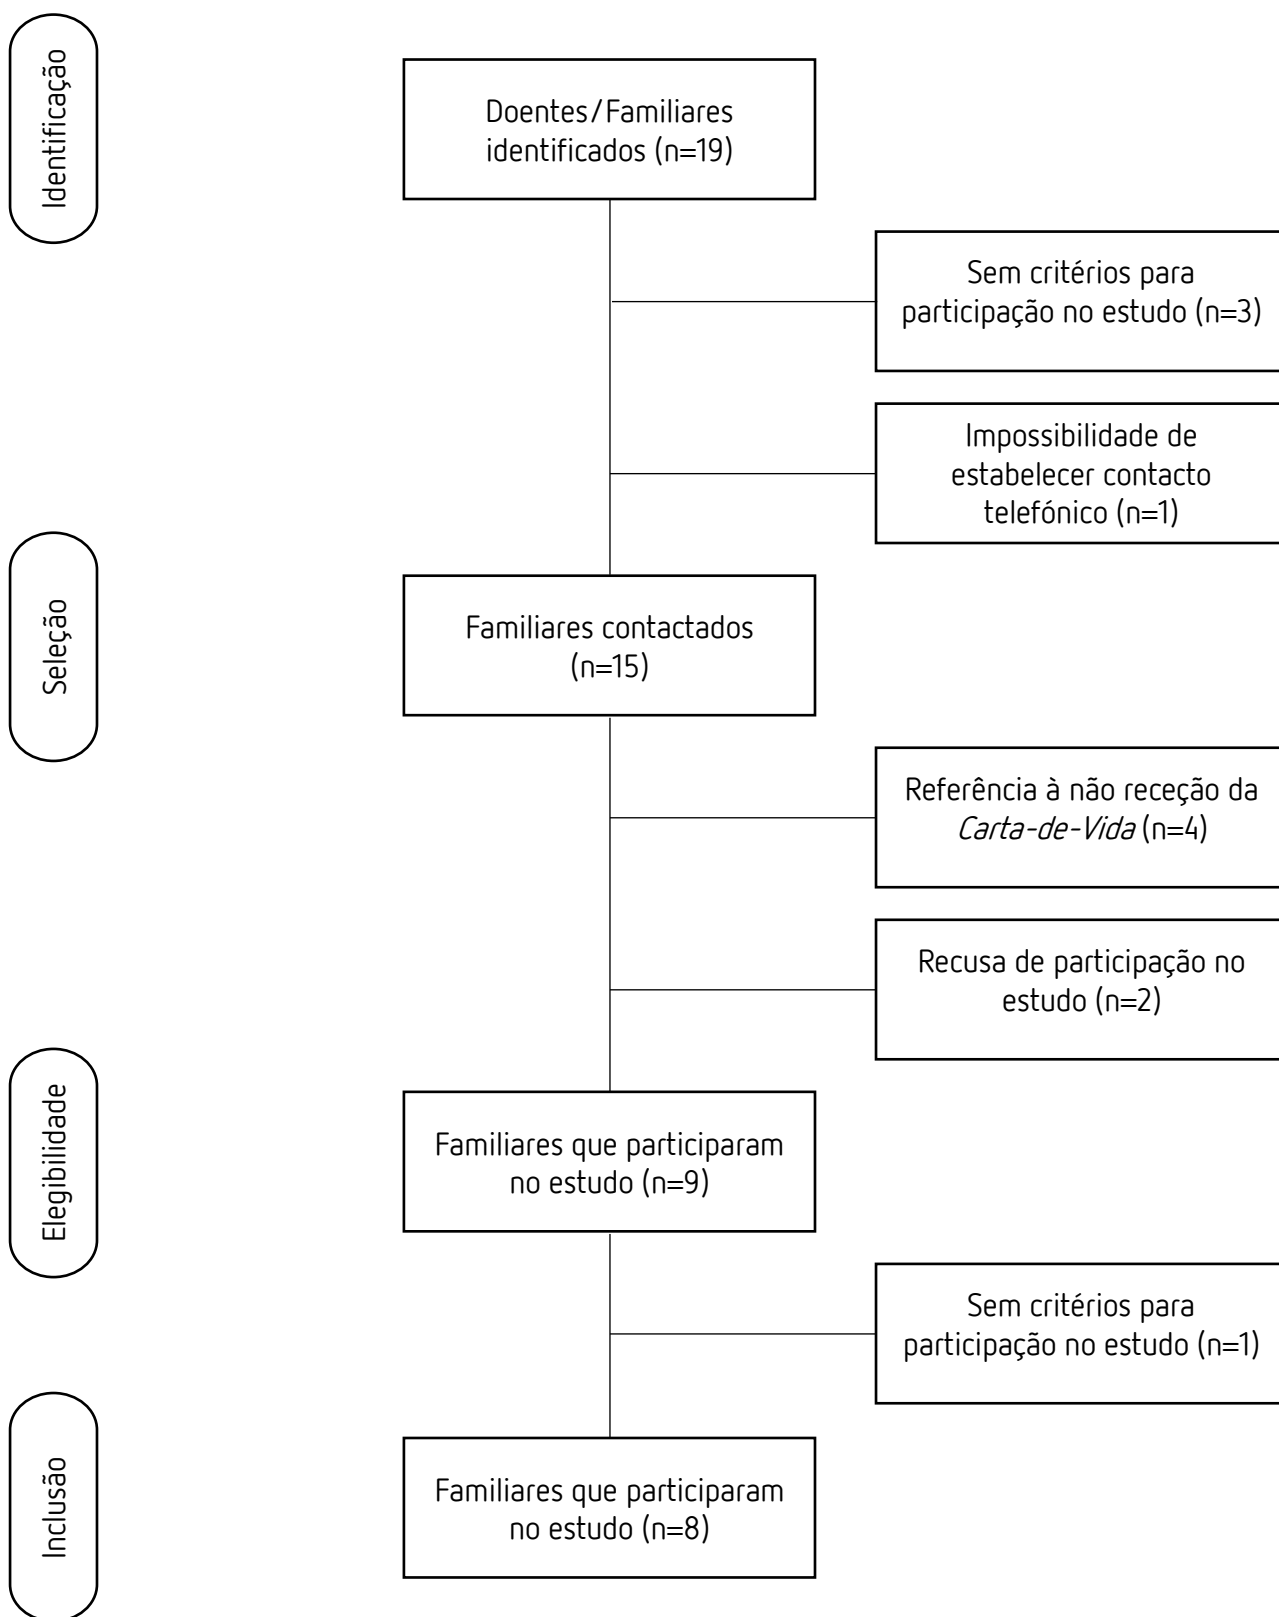 Identificação
Doentes/Familiares
identificados (n=19)
Sem critérios para
participação no estudo (n=3)
Impossibilidade de
estabelecer contacto
telefónico (n=1)
Seleção
Familiares contactados
(n=15)
Referência à não receção da
Carta-de-Vida (n=4)
Recusa de participação no
estudo (n=2)
Elegibilidade
Familiares que participaram
no estudo (n=9)
Sem critérios para
participação no estudo (n=1)
Inclusão
Familiares que participaram
no estudo (n=8)